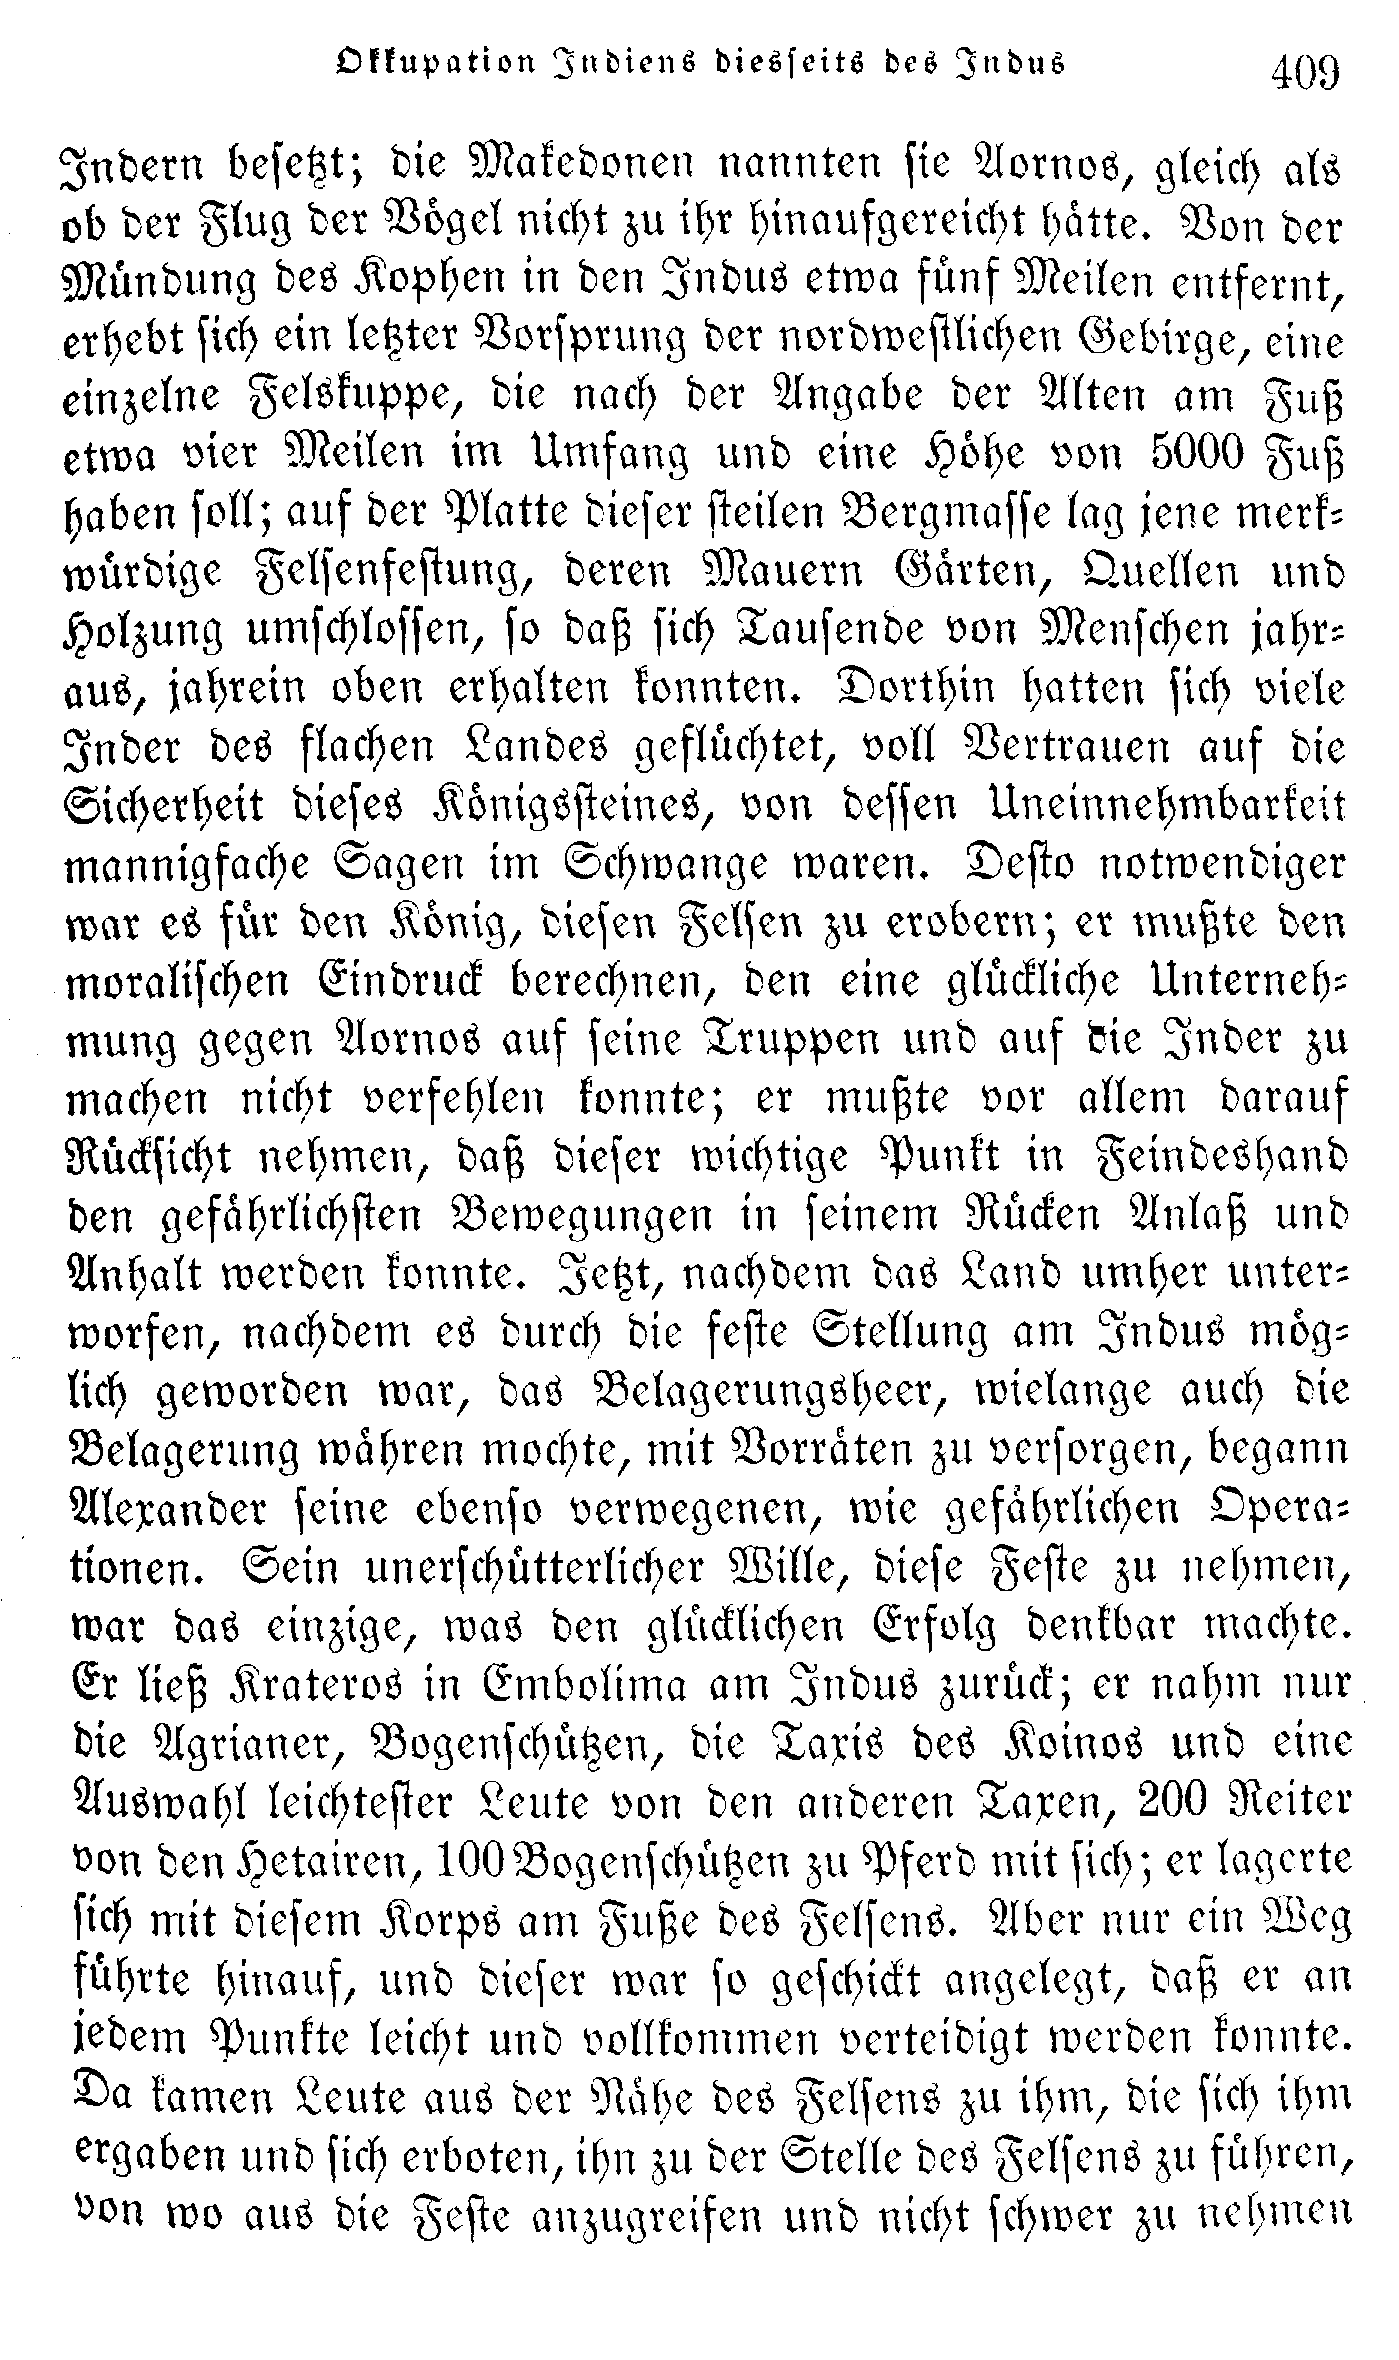 Okkupation Indiens diesseits des Indus 409
Indern besetzt; die Makedonen nannten sie Aornos, gleich als
ob der Flug der Vögel nicht zu ihr hinaufgereicht hätte. Von der
Mündung des Kophen in den Indus etwa fünf Meilen entfernt,
erhebt sich ein letzter Vorsprung der nordwestlichen Gebirge, eine
einzelne Felskuppe, die nach der Angabe der Alten am Fuß
etwa vier Meilen im Umfang und eine Höhe von 5000 Fuß
haben soll; auf der Platte dieser steilen Bergmasse lag jene merk-
würdige Felsenfestung, deren Mauern Gärten, Quellen und
Holzung umschlossen, so daß sich Tausende von Menschen jahr-
aus, jahrein oben erhalten konnten. Dorthin hatten sich viele
Inder des flachen Landes geflüchtet, voll Vertrauen auf die
Sicherheit dieses Königssteines, von dessen Uneinnehmbarkeit
mannigfache Sagen im Schwange waren. Desto notwendiger
war es für den König, diesen Felsen zu erobern; er mußte den
moralischen Eindruck berechnen, den eine glückliche Unterneh-
mung gegen Aornos auf seine Truppen und auf die Inder zu
machen nicht verfehlen konnte; er mußte vor allem darauf
Rücksicht nehmen, daß dieser wichtige Punkt in Feindeshand
den gefährlichsten Bewegungen in seinem Rücken Anlaß und
Anhalt werden konnte. Jetzt, nachdem das Land umher unter-
worfen, nachdem es durch die feste Stellung am Indus mög-
lich geworden war, das Belagerungsheer, wielange auch die
Belagerung währen mochte, mit Vorräten zu versorgen, begann
Alexander seine ebenso verwegenen, wie gefährlichen Opera-
tionen. Sein unerschütterlicher Wille, diese Feste zu nehmen,
war das einzige, was den glücklichen Erfolg denkbar machte.
Er ließ Krateros in Embolima am Indus zurück; er nahm nur
die Agrianer, Bogenschützen, die Taxis des Koinos und eine
Auswahl leichtester Leute von den anderen Taxen, 200 Reiter
von den Hetairen, 100 Bogenschützen zu Pferd mit sich; er lagerte
sich mit diesem Korps am Fuße des Felsens. Aber nur ein Weg
führte hinauf, und dieser war so geschickt angelegt, daß er an
jedem Punkte leicht und vollkommen verteidigt werden konnte.
Da kamen Leute aus der Nähe des Felsens zu ihm, die sich ihm
ergaben und sich erboten, ihn zu der Stelle des Felsens zu führen,
von wo aus die Feste anzugreifen und nicht schwer zu nehmen